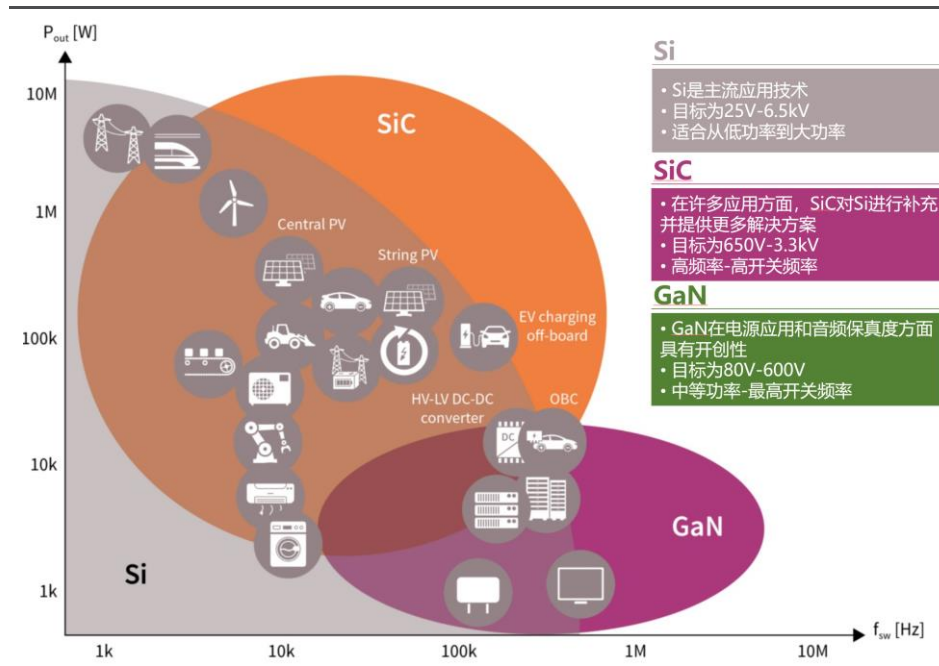 P_out [W]
10M
1M
100k
10k
1k
SiC
Central PV
String PV
EV charging
off-board
HV-LV DC-DC
converter
OBC
DC
GaN
Si
1k
10k
100k
1M
10M
f_sw [Hz]
Si
• Si是主流应用技术
• 目标为25V-6.5kV
• 适合从低功率到大功率
SiC
• 在许多应用方面，SiC对Si进行补充
并提供更多解决方案
• 目标为650V-3.3kV
• 高频率-高开关频率
GaN
• GaN在电源应用和音频保真度方面
具有开创性
• 目标为80V-600V
• 中等功率-最高开关频率